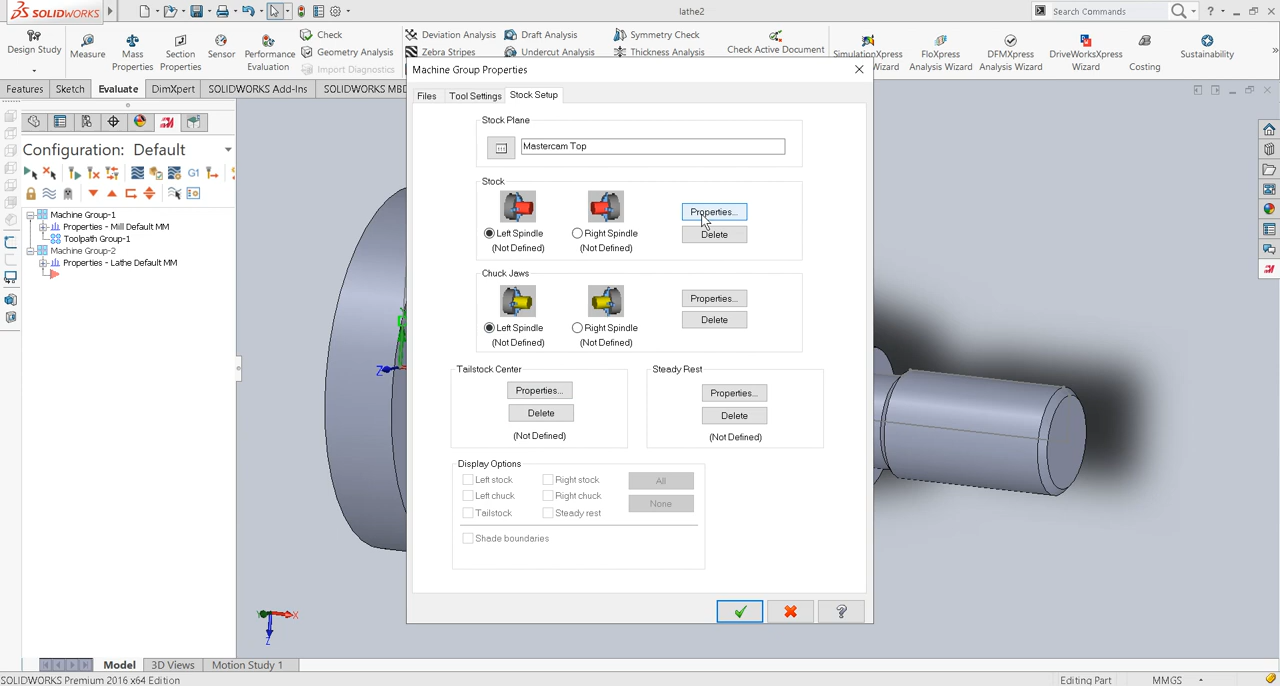 SOLIDWORKS
lathe2
Search Commands
Design Study
Measure
Mass Properties
Section Properties
Sensor
Performance Evaluation
Check
Geometry Analysis
Import Diagnostics
Deviation Analysis
Zebra Stripes
Draft Analysis
Undercut Analysis
Symmetry Check
Thickness Analysis
Check Active Document
SimulationXpress
Wizard
FloXpress Analysis Wizard
DFMXpress Analysis Wizard
DriveWorksXpress Wizard
Costing
Sustainability
Features
Sketch
Evaluate
DimXpert
SOLIDWORKS Add-Ins
SOLIDWORKS MBD
Configuration: Default
G1
Machine Group-1
Properties - Mill Default MM
Toolpath Group-1
Machine Group-2
Properties - Lathe Default MM
Machine Group Properties
Files
Tool Settings
Stock Setup
Stock Plane
Mastercam Top
Stock
Left Spindle
(Not Defined)
Right Spindle
(Not Defined)
Properties...
Delete
Chuck Jaws
Left Spindle
(Not Defined)
Right Spindle
(Not Defined)
Properties...
Delete
Tailstock Center
Properties...
Delete
(Not Defined)
Steady Rest
Properties...
Delete
(Not Defined)
Display Options
Left stock
Right stock
All
Left chuck
Right chuck
None
Tailstock
Steady rest
Shade boundaries
Z
Y
X
Z
Model
3D Views
Motion Study 1
SOLIDWORKS Premium 2016 x64 Edition
Editing Part
MMGS